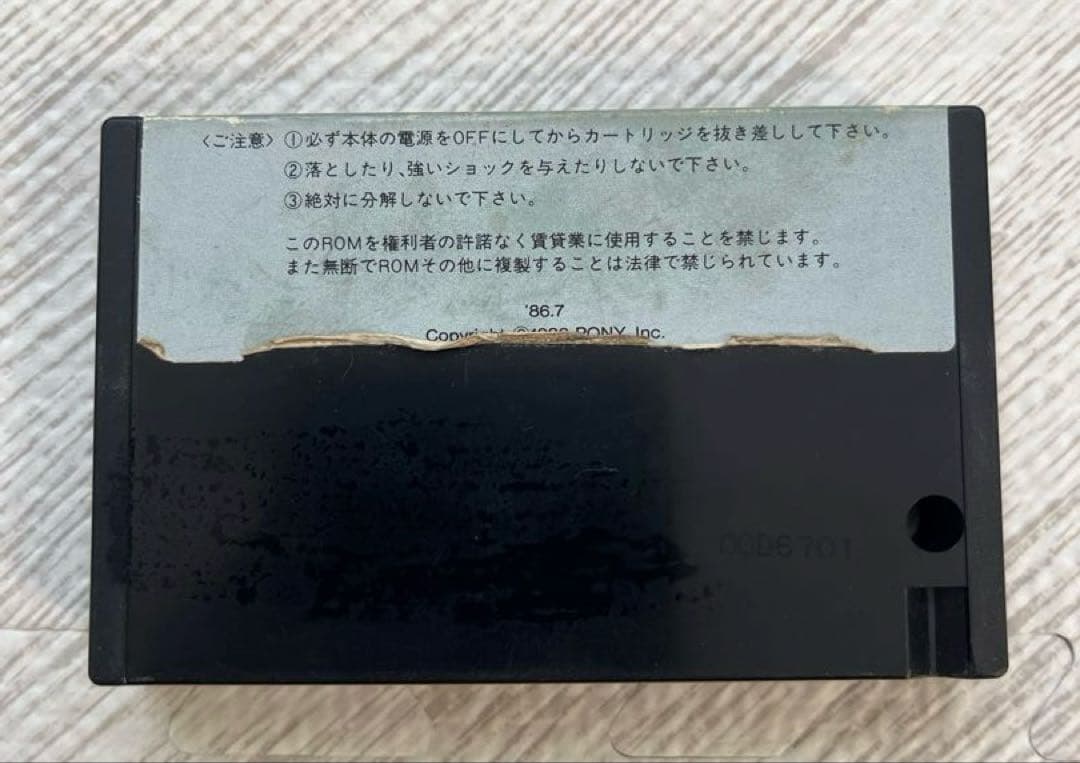 〈ご注意〉①必ず本体の電源をOFFにしてからカートリッジを抜き差しして下さい。
②落としたり、強いショックを与えたりしないで下さい。
③絶対に分解しないで下さい。
このROMを権利者の許諾なく賃貸業に使用することを禁じます。
また無断でROMその他に複製することは法律で禁じられています。
'86.7
Copyright ©1986 PONY, Inc.